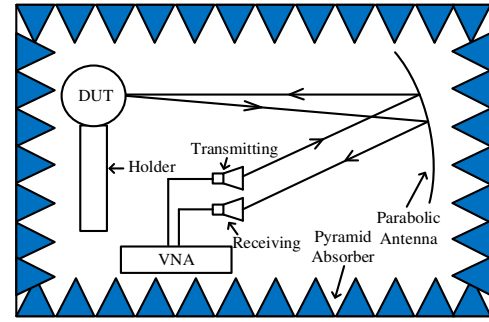 DUT
Transmitting
Holder
Receiving
VNA
Parabolic
Antenna
Pyramid
Absorber